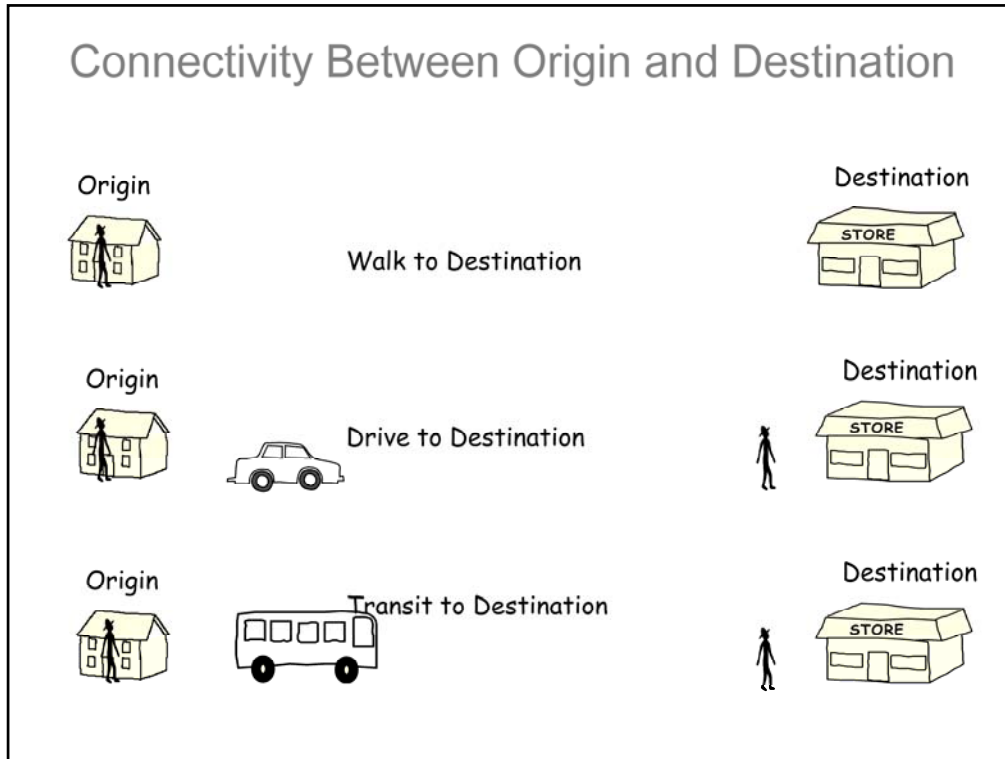 Connectivity Between Origin and Destination
Origin
Destination
STORE
Walk to Destination
Origin
Destination
STORE
Drive to Destination
Origin
Destination
STORE
Transit to Destination